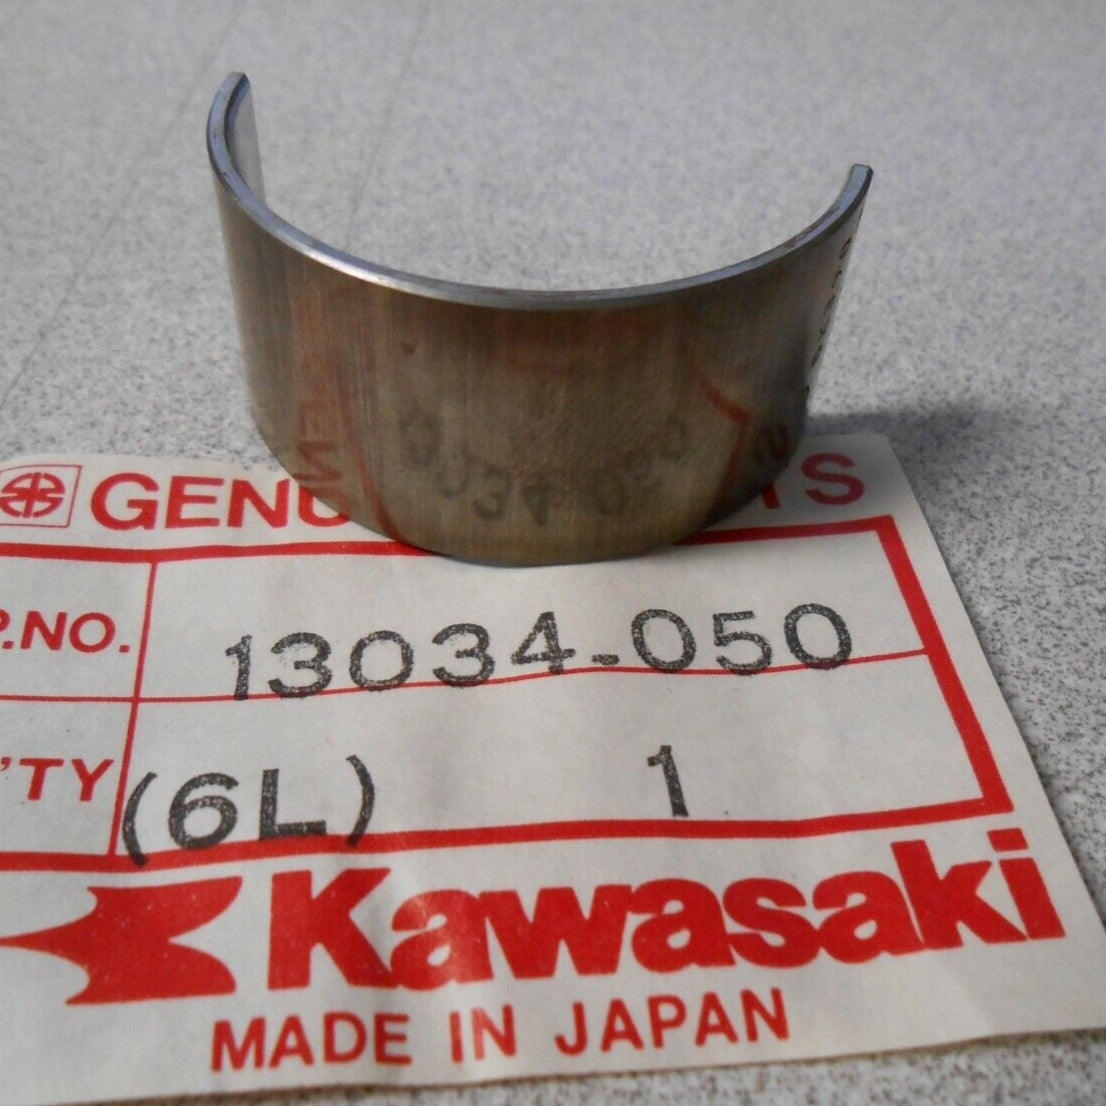 GENU TS
P.NO. 13034-050
'TY (6L) 1
Kawasaki
MADE IN JAPAN